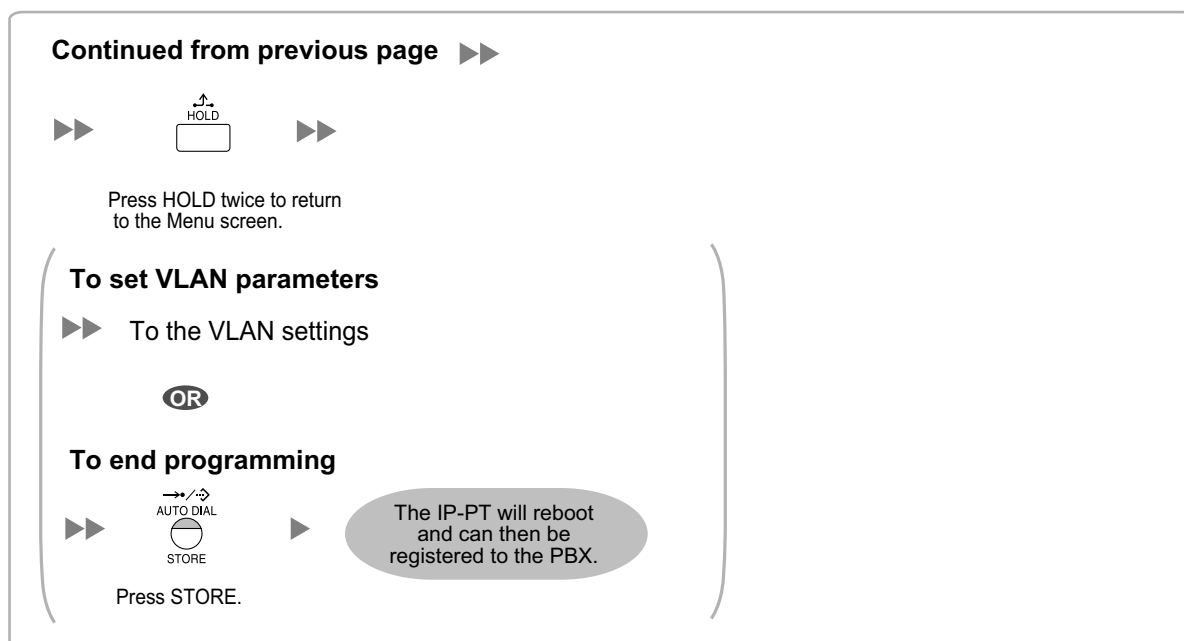 Continued from previous page
HOLD
Press HOLD twice to return
to the Menu screen.
To set VLAN parameters
To the VLAN settings
OR
To end programming
AUTO DIAL
STORE
Press STORE.
The IP-PT will reboot
and can then be
registered to the PBX.